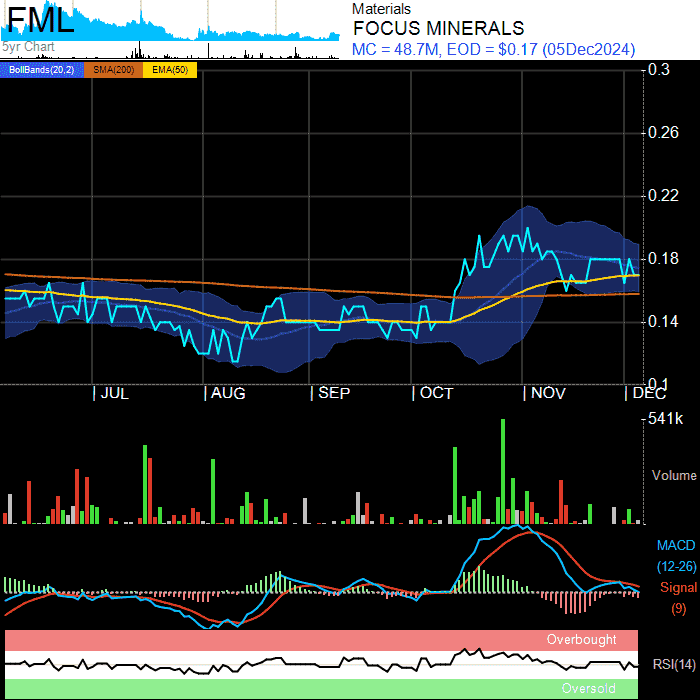 FML
5yr Chart
Materials
FOCUS MINERALS
MC = 48.7M, EOD = $0.17 (05Dec2024)
BollBands(20,2) SMA(200) EMA(50)
0.3
0.26
0.22
0.18
0.14
0.1
JUL AUG SEP OCT NOV DEC
541k
Volume
MACD
(12-26)
Signal
(9)
Overbought
RSI(14)
Oversold